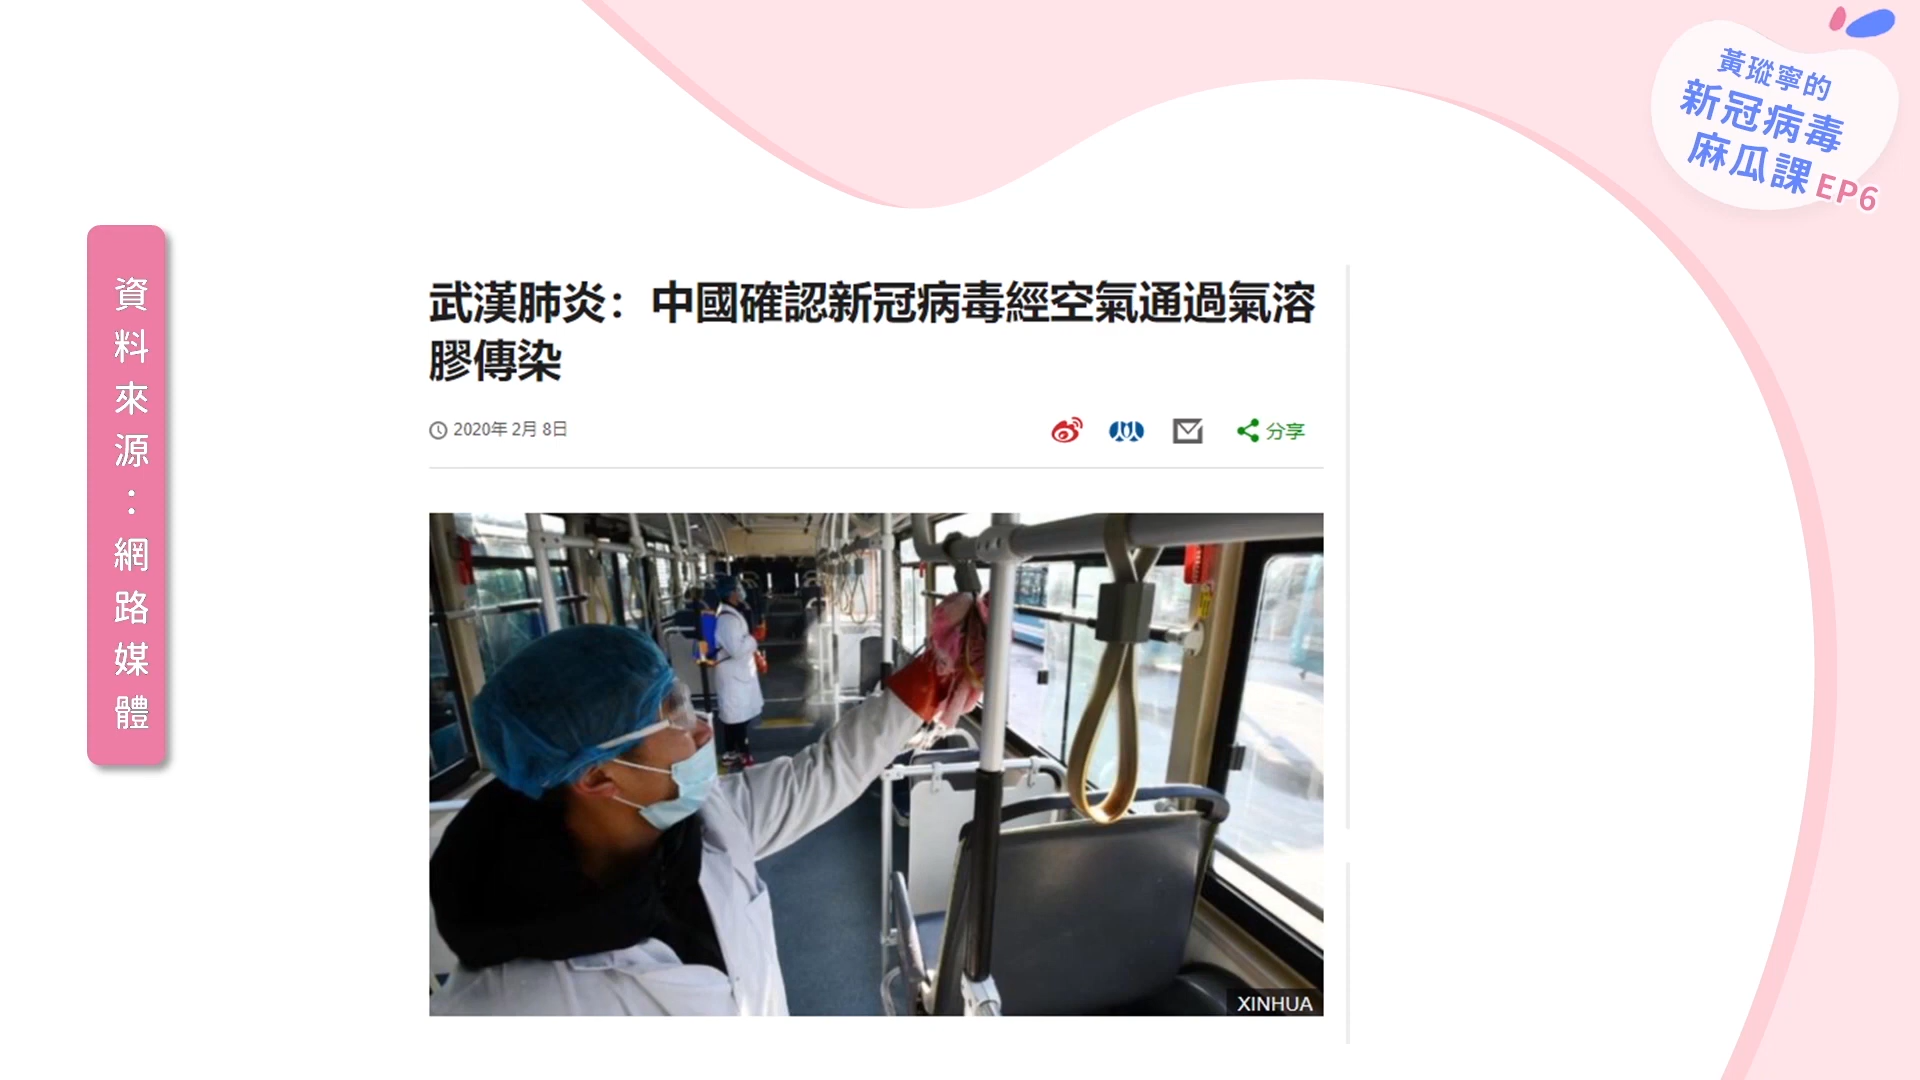 黃瑽寧的
新冠病毒
麻瓜課 EP6
資料來源：網路媒體
武漢肺炎：中國確認新冠病毒經空氣通過氣溶
膠傳染
2020年 2月 8日
分享
XINHUA